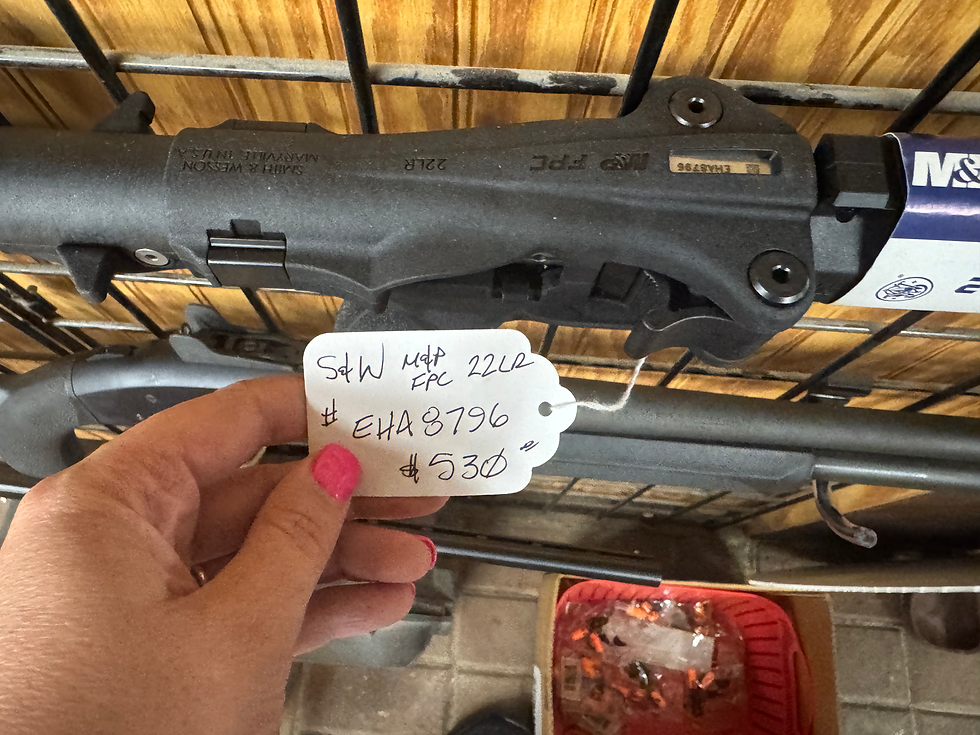 SMITH & WESSON
MARYVILLE, TN U.S.A
22LR
M&P FPC
EHA8796
M&
S&W M&P FPC 22LR
# EHA8796
$530